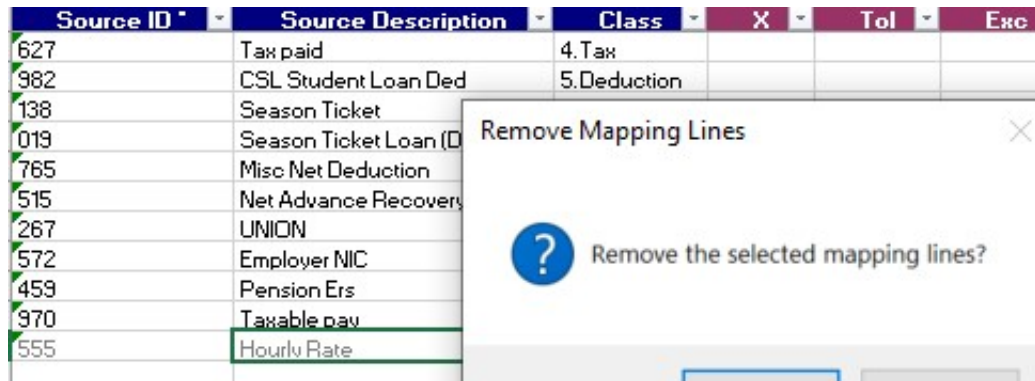 Source ID Source Description Class X Tol Exc
627 Tax paid 4.Tax
982 CSL Student Loan Ded 5.Deduction
138 Season Ticket
019 Season Ticket Loan (D
765 Misc Net Deduction
515 Net Advance Recovery
267 UNION
572 Employer NIC
459 Pension Ers
970 Taxable pay
555 Hourly Rate
Remove Mapping Lines
Remove the selected mapping lines?